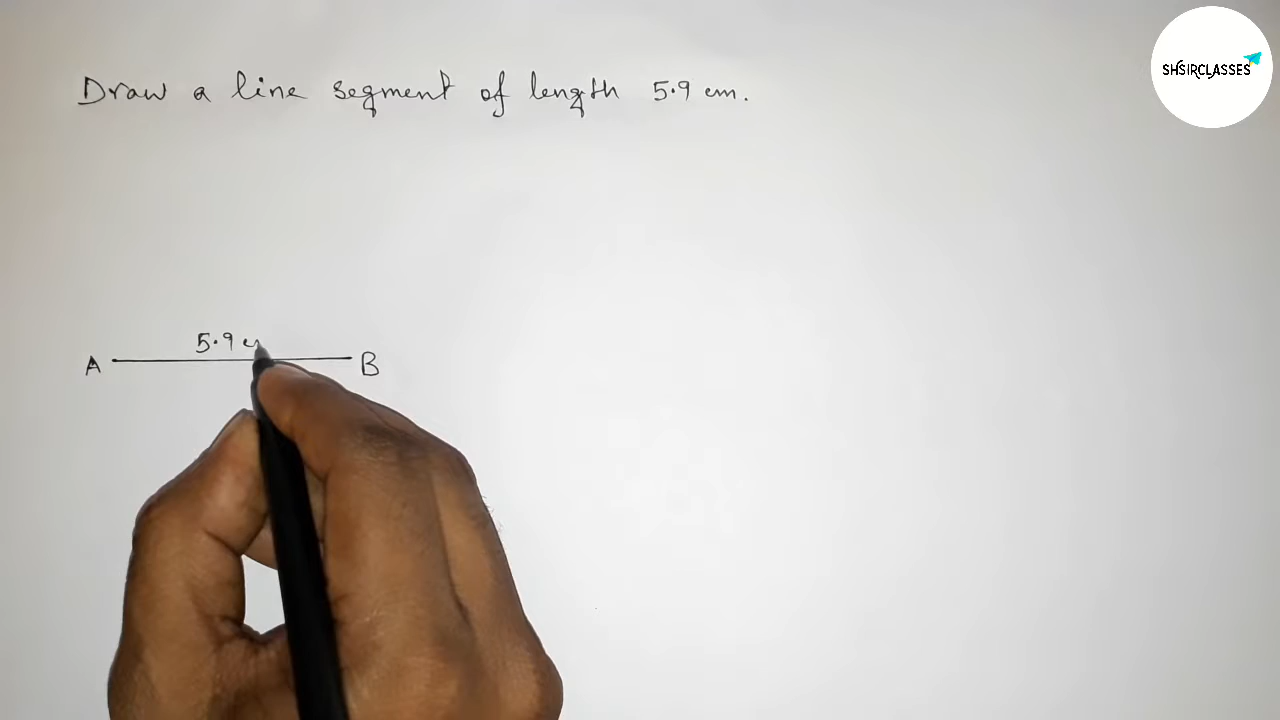 Draw a line segment of length 5.9 cm.
SHSIRCLASSES
5.9 c
A B